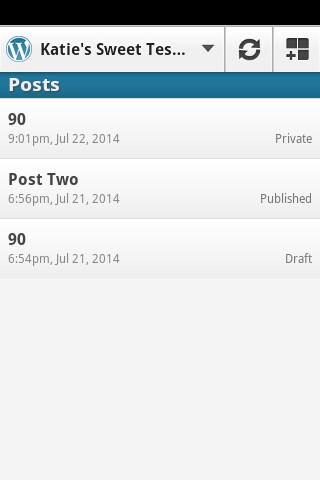 Katie's Sweet Tes...
Posts
90
9:01pm, Jul 22, 2014
Private
Post Two
6:56pm, Jul 21, 2014
Published
90
6:54pm, Jul 21, 2014
Draft